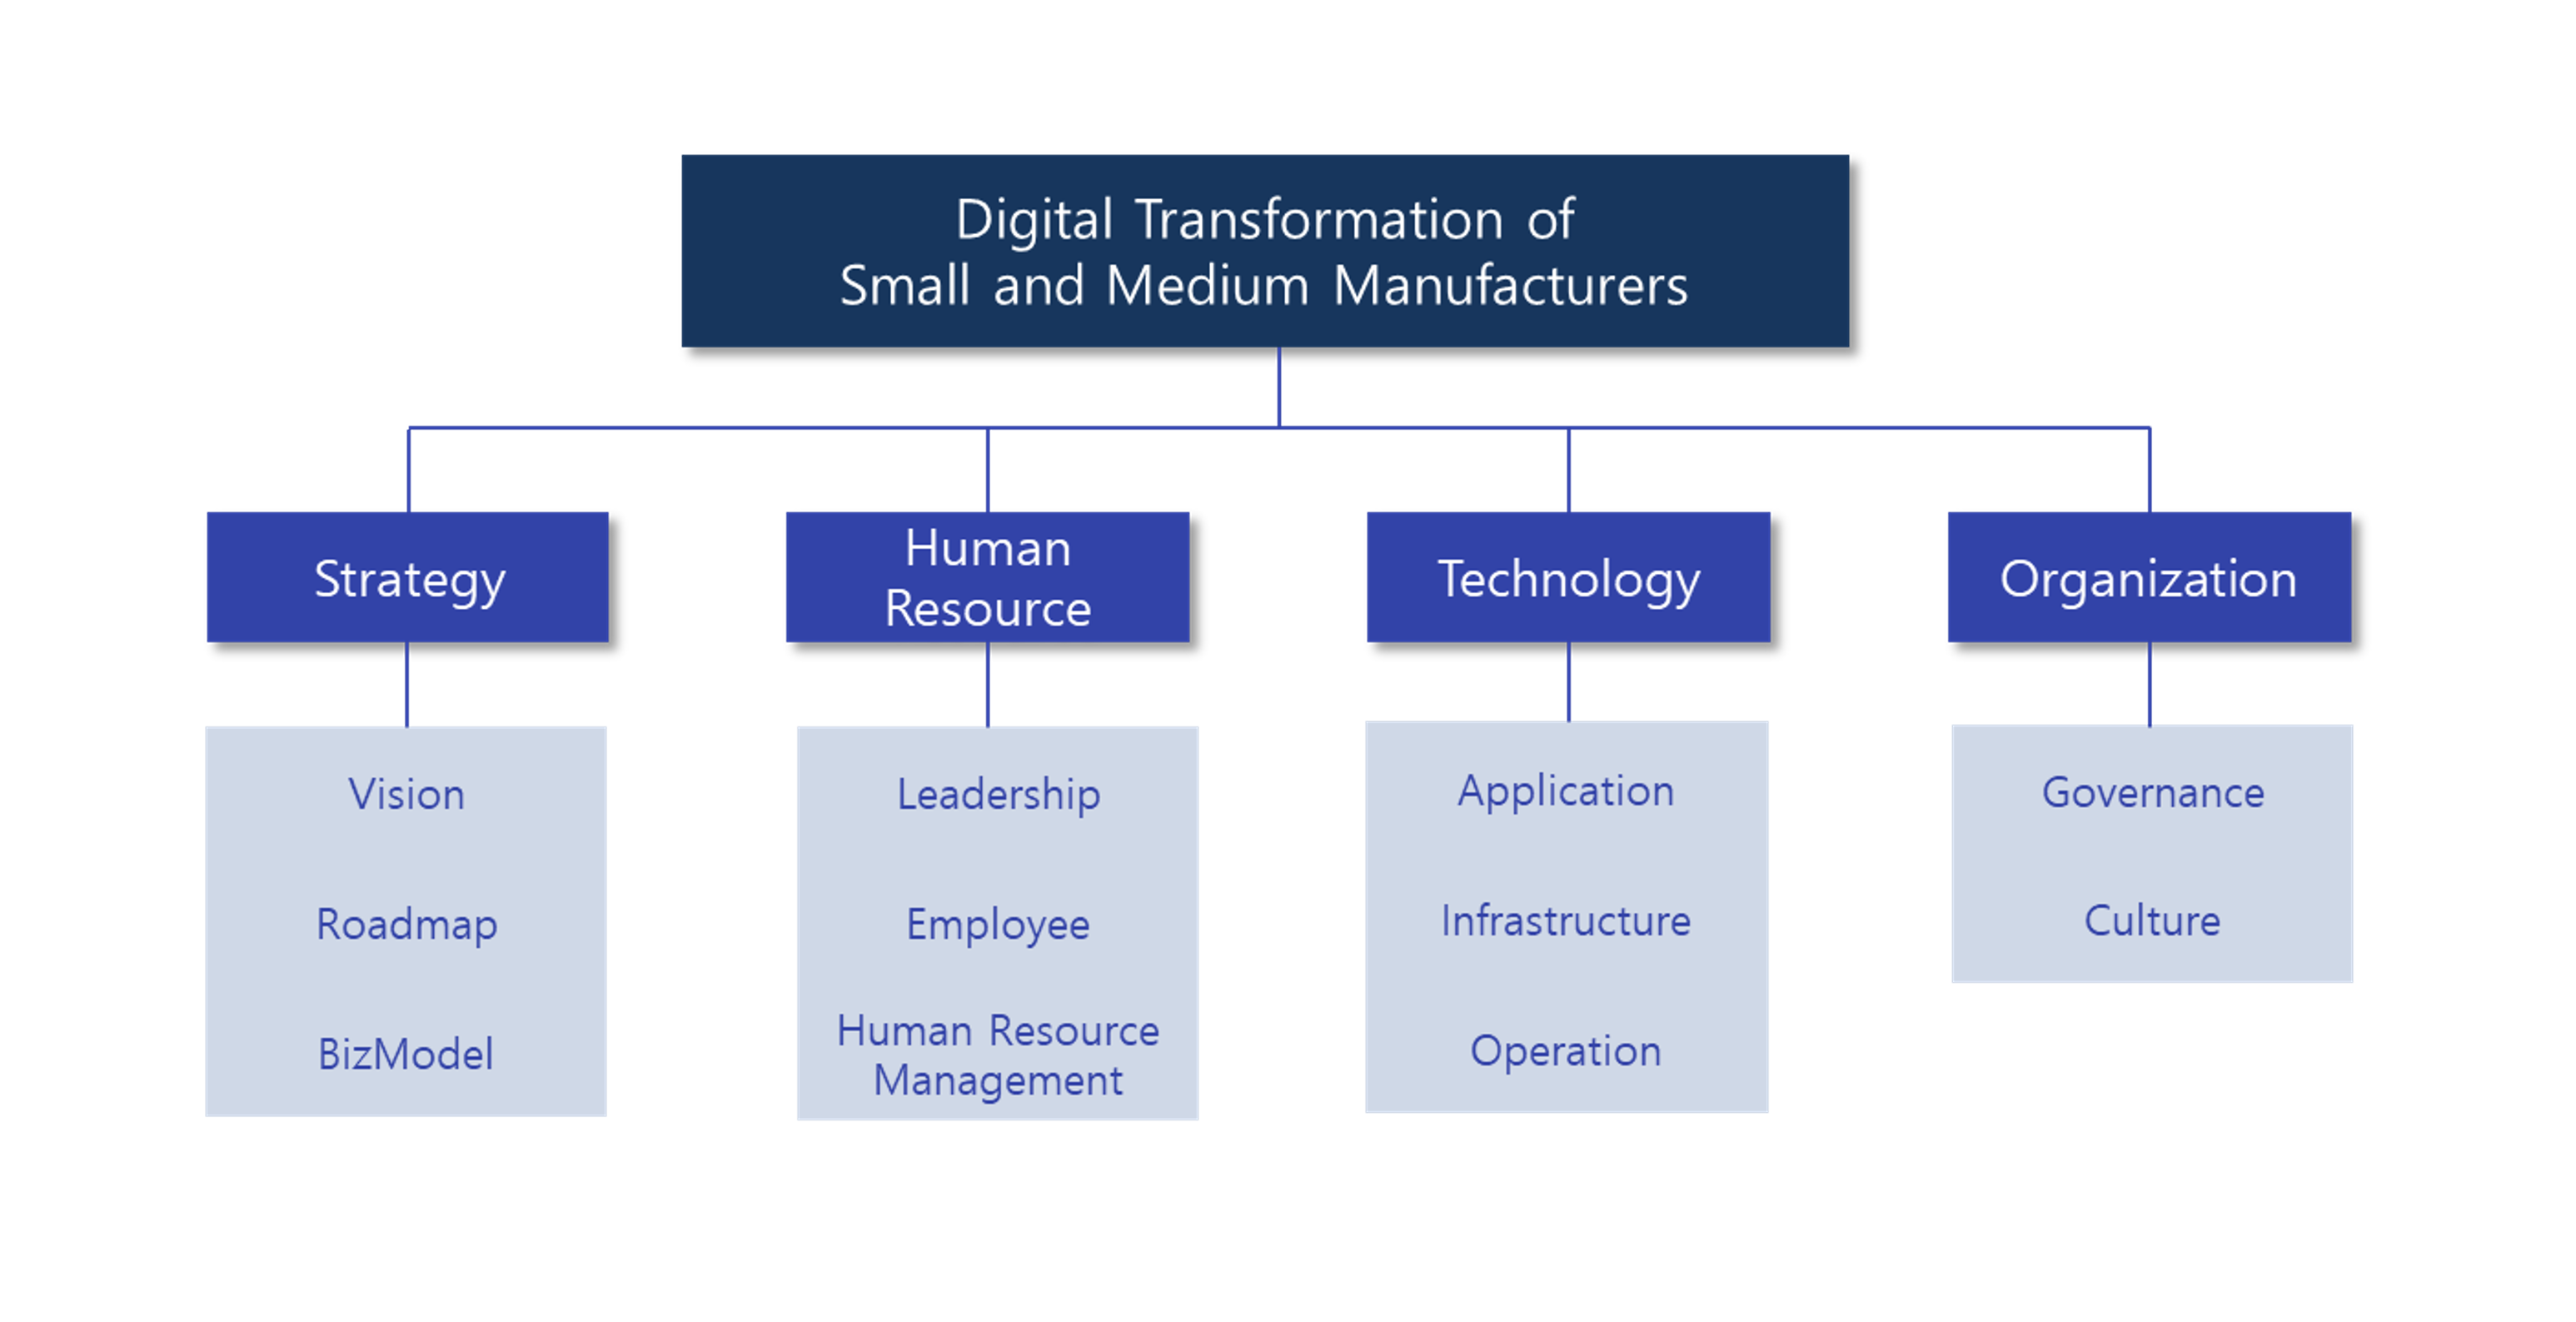 Digital Transformation of
Small and Medium Manufacturers
Strategy
Human
Resource
Technology
Organization
Vision
Roadmap
BizModel
Leadership
Employee
Human Resource
Management
Application
Infrastructure
Operation
Governance
Culture